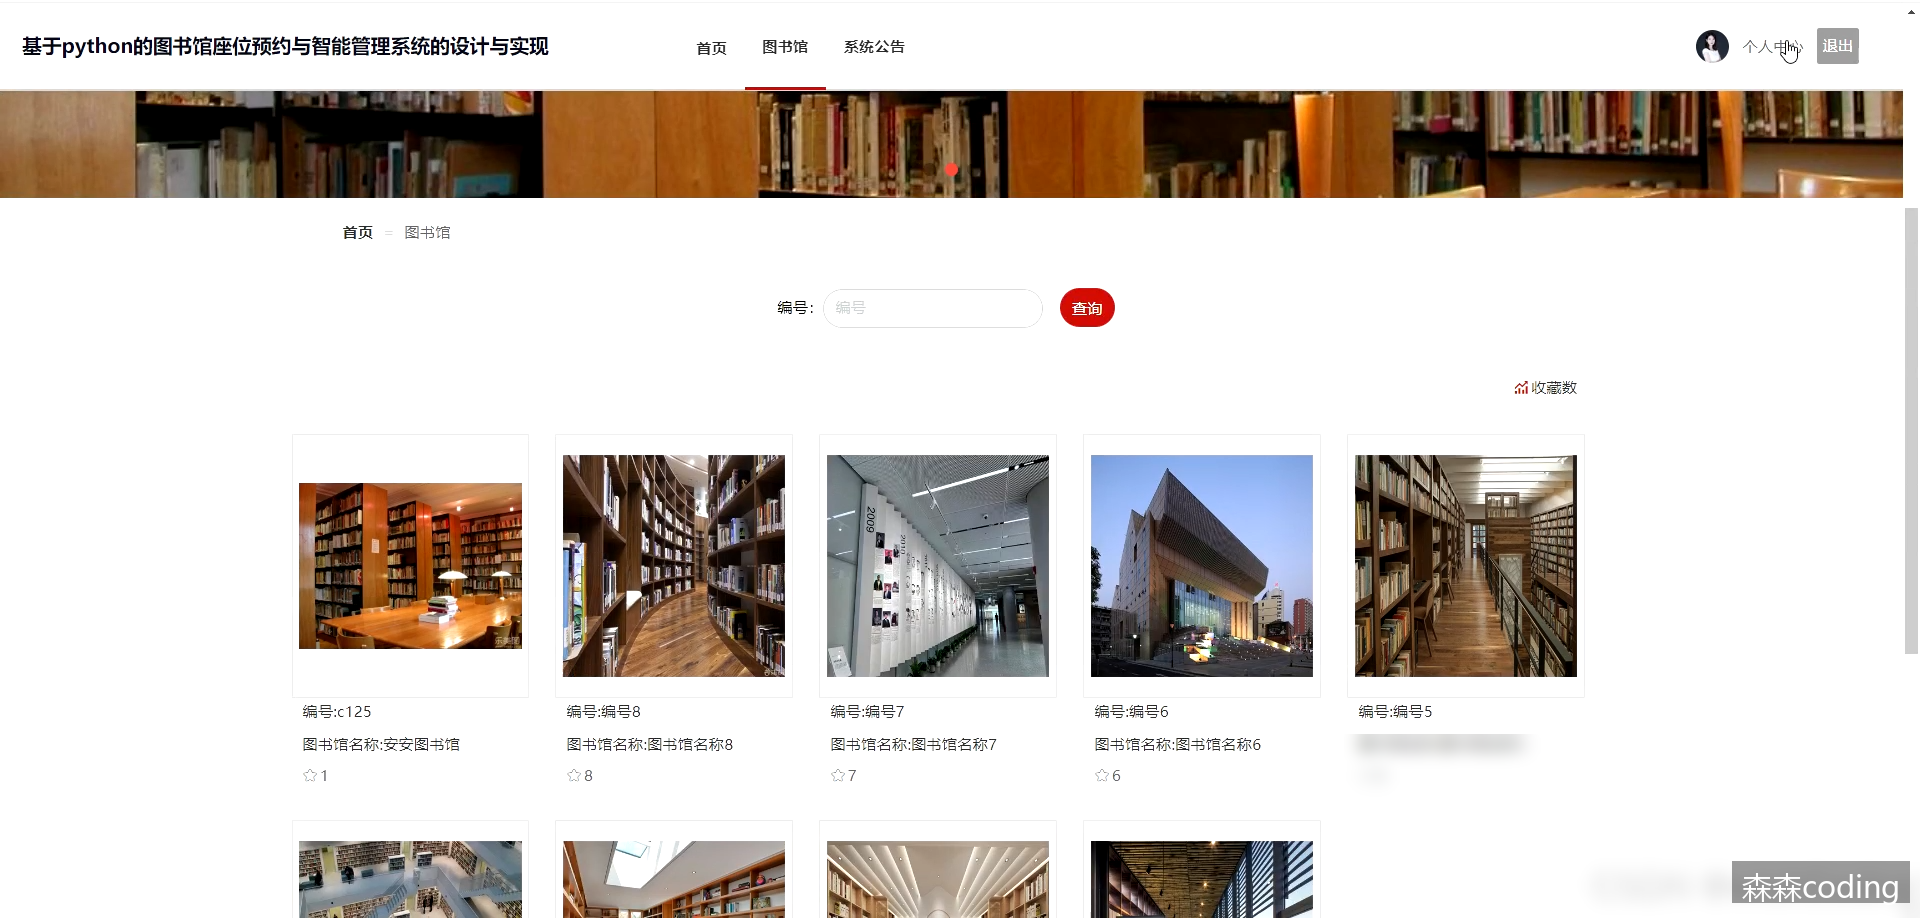 基于python的图书馆座位预约与智能管理系统的设计与实现
首页 图书馆 系统公告
个人中心 退出
首页 = 图书馆
编号： 编号 查询
收藏数
2009
2010
编号:c125
图书馆名称:安安图书馆
1
编号:编号8
图书馆名称:图书馆名称8
8
编号:编号7
图书馆名称:图书馆名称7
7
编号:编号6
图书馆名称:图书馆名称6
6
编号:编号5
森森coding